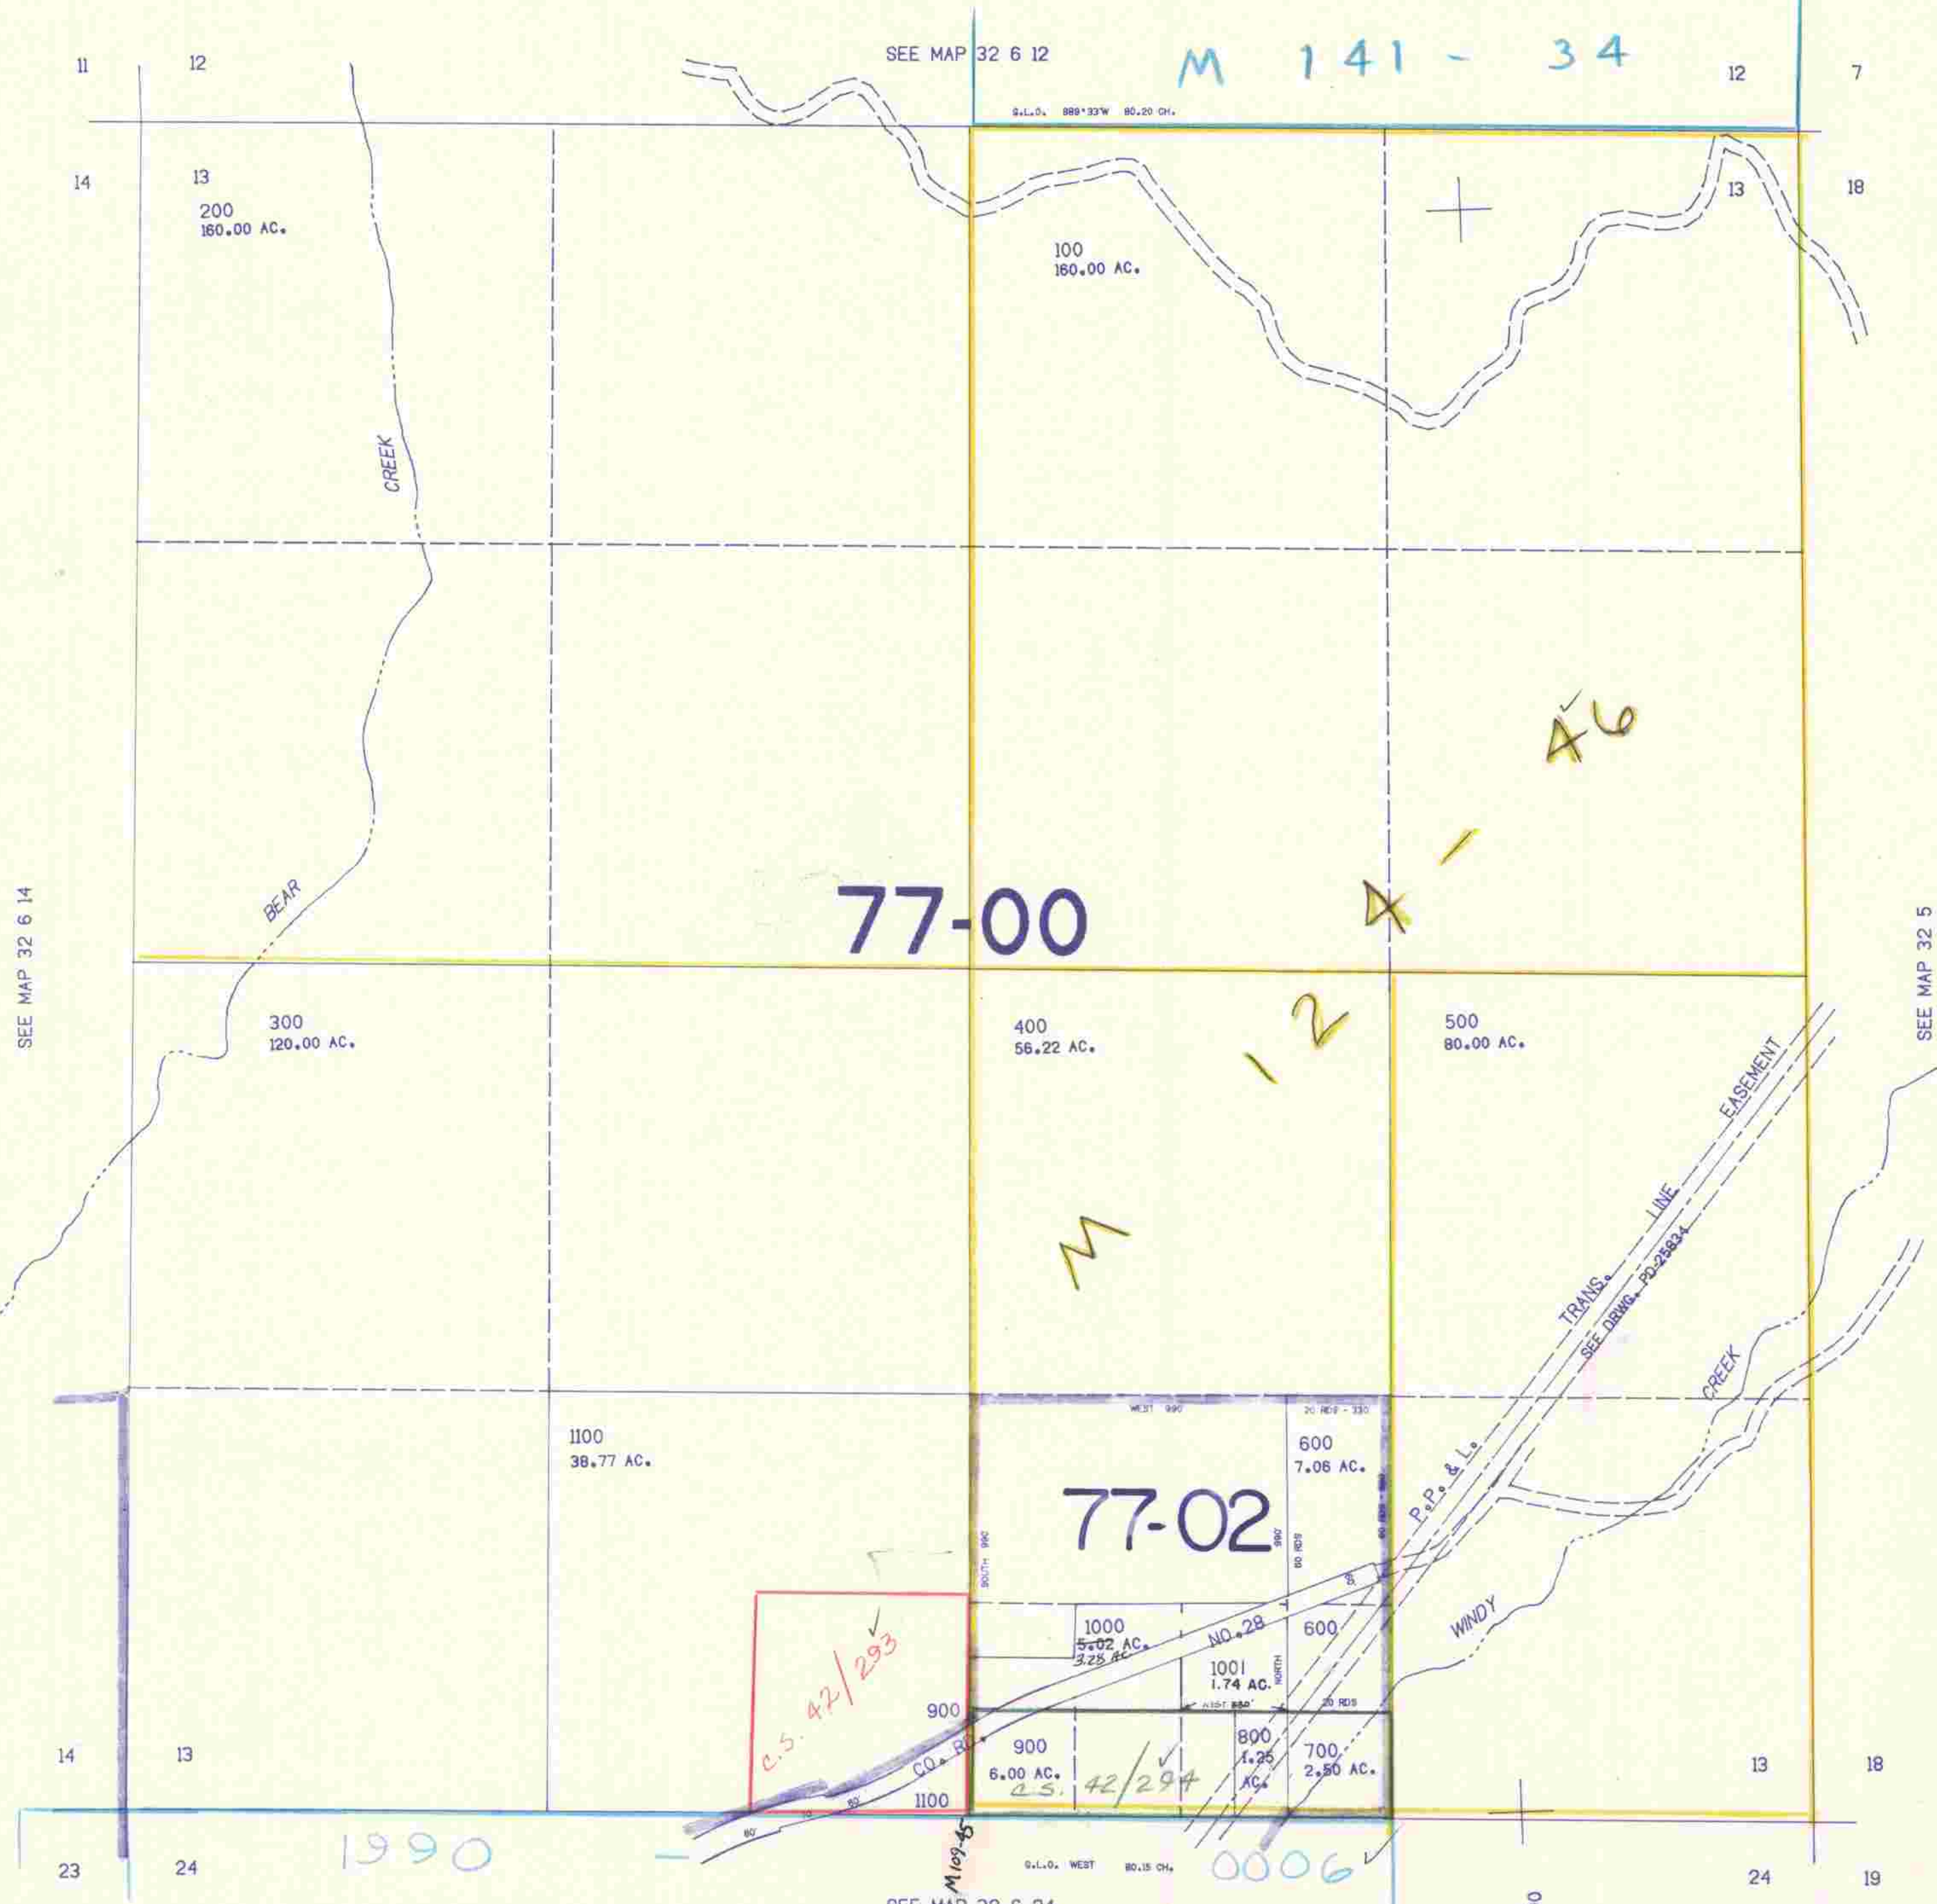 SEE MAP 32 6 12
M 141 - 34
11
12
12
7
G.L.O. S89°33'W 80.20 CH.
14
13
13
18
200
160.00 AC.
100
160.00 AC.
CREEK
46
-
4
2
1
M
BEAR
77-00
SEE MAP 32 6 14
SEE MAP 32 5
300
120.00 AC.
400
56.22 AC.
500
80.00 AC.
P.P. & L. TRANS. LINE EASEMENT
SEE DRWG. PD-25834
CREEK
WINDY
WEST 990'
20 RDS - 330
1100
38.77 AC.
600
7.06 AC.
77-02
SOUTH 990'
990'
NORTH
60 RDS
60'
1000
5.02 AC.
3.28 AC
NO. 28
600
1001
1.74 AC.
20 RDS
C.S. 42/293
900
900
6.00 AC.
800
1.25
AC.
700
2.50 AC.
C.S. 42/294
CO. RD.
1100
80'
60'
14
13
13
18
1990 - 0006
M109-45
G.L.O. WEST 80.15 CH.
23
24
24
19